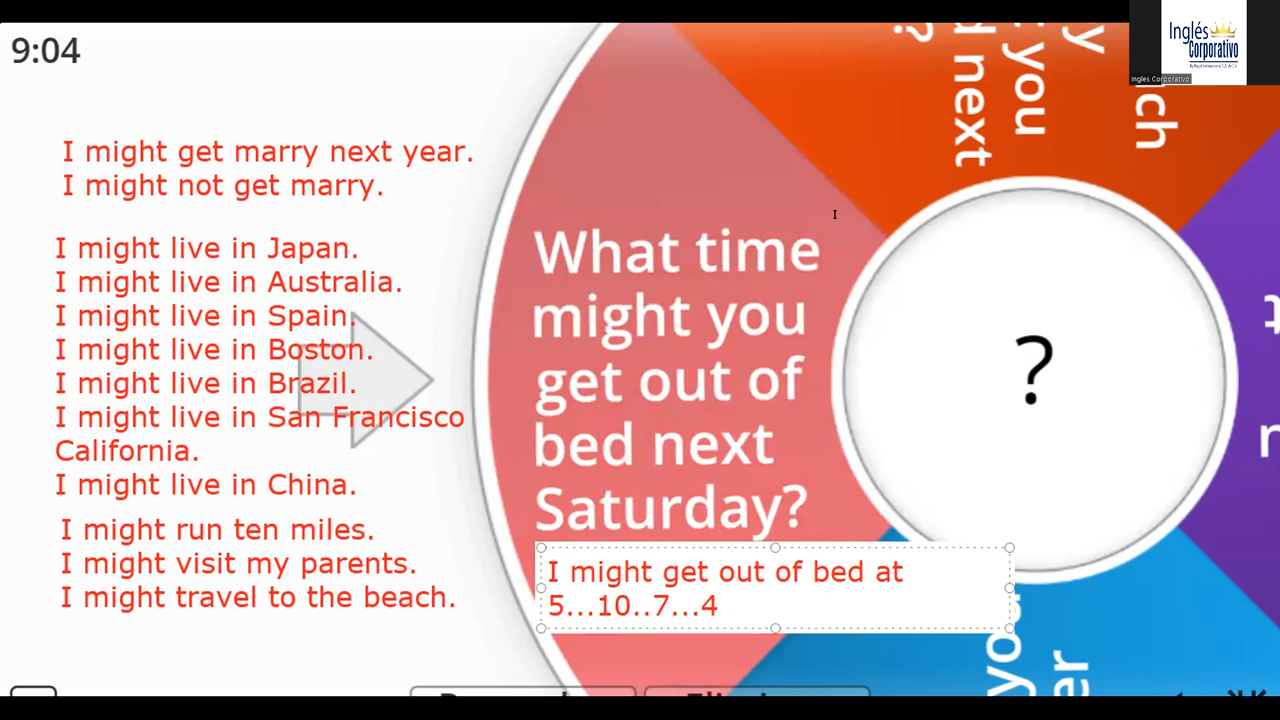 9:04
Inglés
Corporativo
Ingles Corporativo
I might get marry next year.
I might not get marry.
I might live in Japan.
I might live in Australia.
I might live in Spain.
I might live in Boston.
I might live in Brazil.
I might live in San Francisco
California.
I might live in China.
I might run ten miles.
I might visit my parents.
I might travel to the beach.
What time
might you
get out of
bed next
Saturday?
I might get out of bed at
5...10..7...4
?
next
you